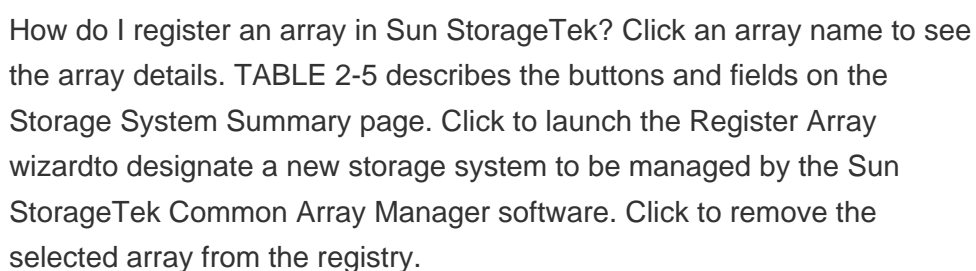 How do I register an array in Sun StorageTek? Click an array name to see
the array details. TABLE 2-5 describes the buttons and fields on the
Storage System Summary page. Click to launch the Register Array
wizardto designate a new storage system to be managed by the Sun
StorageTek Common Array Manager software. Click to remove the
selected array from the registry.